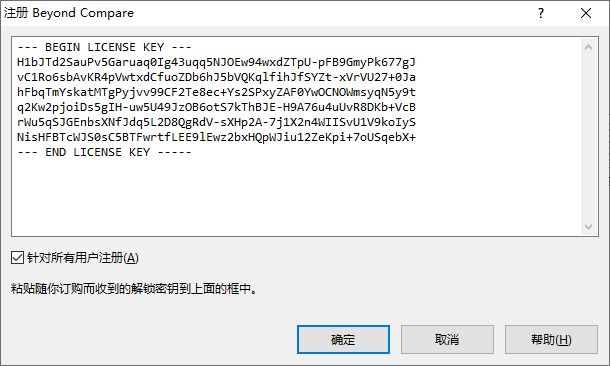 注册 Beyond Compare
--- BEGIN LICENSE KEY ---
H1bJTd2SauPv5Garuaq0Ig43uqq5NJOEw94wxdZTpU-pFB9GmyPk677gJ
vC1Ro6sbAvKR4pVwtxdCfuoZDb6hJ5bVQKqlfihJfSYZt-xVrVU27+0Ja
hFbqTmYskatMTgPyjvv99CF2Te8ec+Ys2SPxyZAF0YwOCNOWmsyqN5y9t
q2Kw2pjoiDs5gIH-uw5U49JzOB6otS7kThBJE-H9A76u4uUvR8DKb+VcB
rWu5qSJGEnbsXNfJdq5L2D8QgRdV-sXHp2A-7j1X2n4WIISvU1V9koIyS
NisHFBTcWJS0sC5BTFwrtfLEE9lEwz2bxHQpWJiu12ZeKpi+7oUSqebX+
--- END LICENSE KEY -----
针对所有用户注册(A)
粘贴随你订购而收到的解锁密钥到上面的框中。
确定
取消
帮助(H)